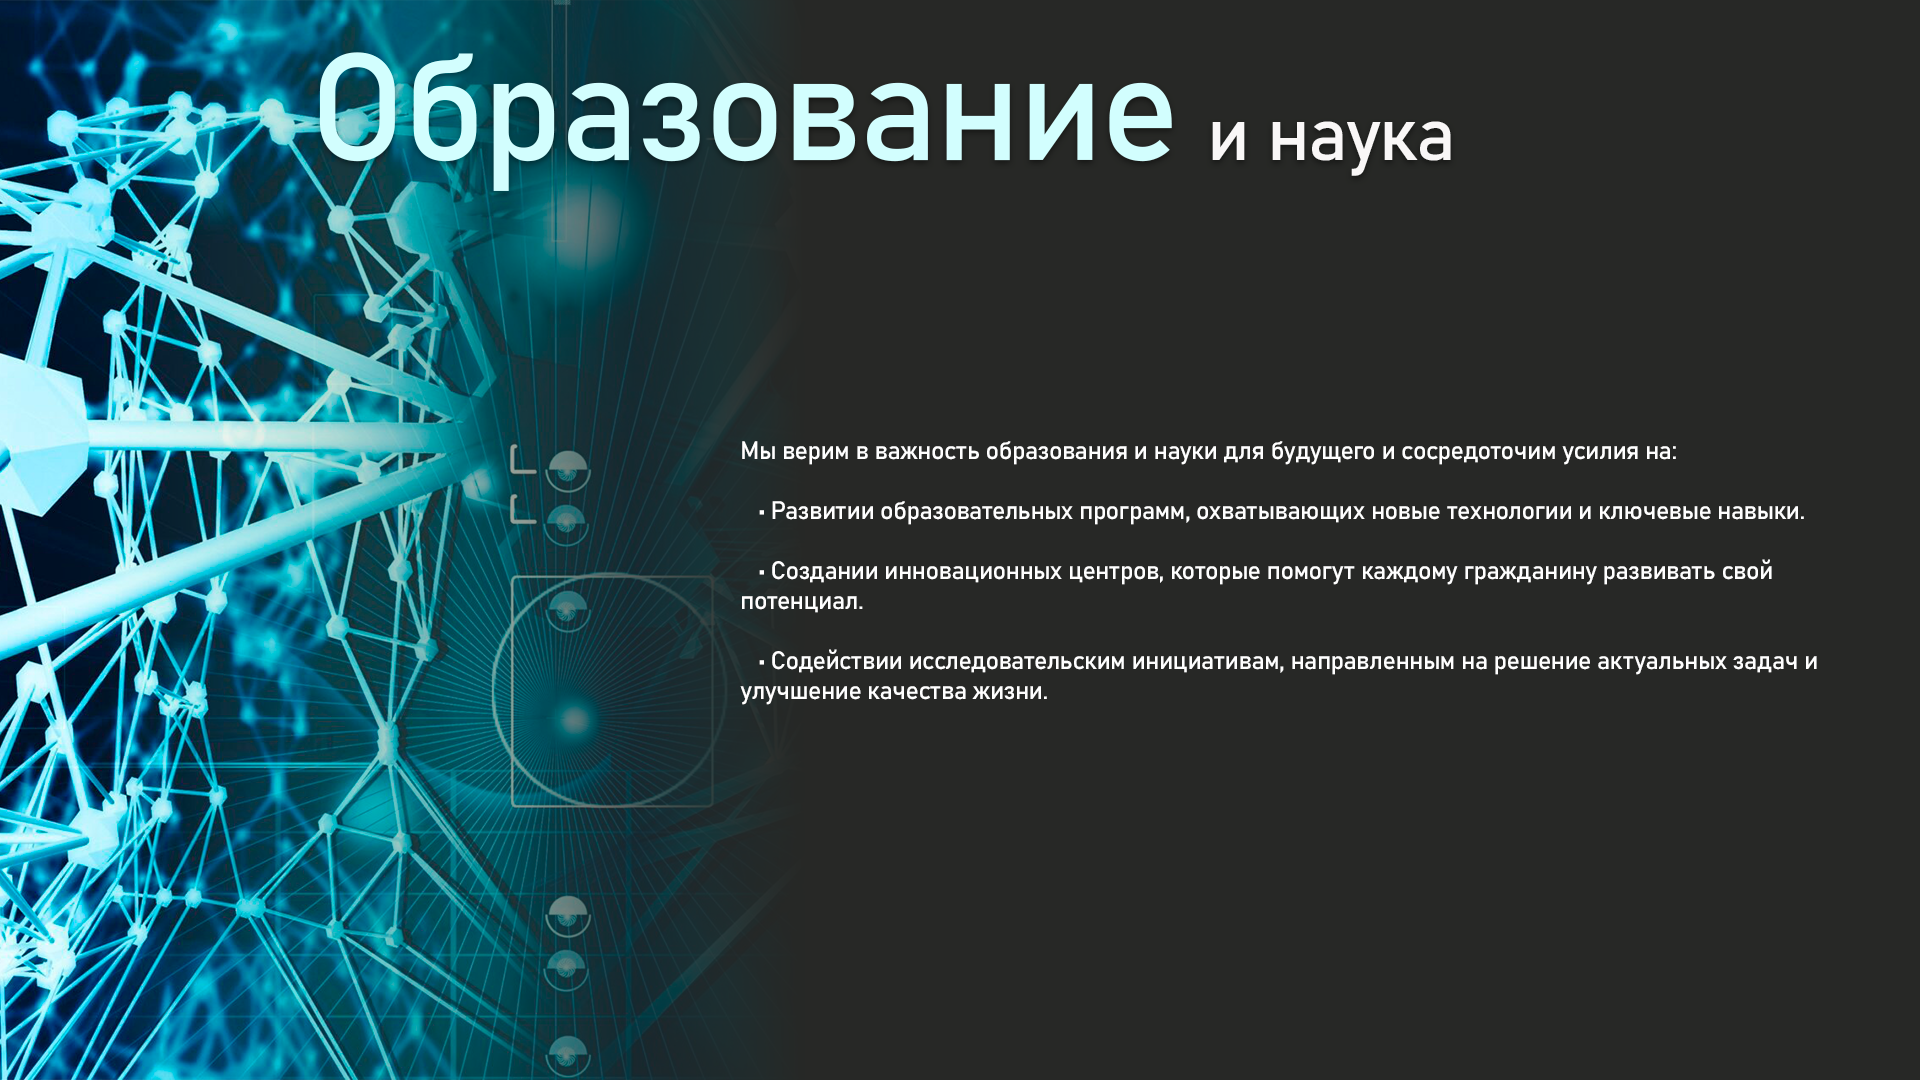 Образование и наука
Мы верим в важность образования и науки для будущего и сосредоточим усилия на:
• Развитии образовательных программ, охватывающих новые технологии и ключевые навыки.
• Создании инновационных центров, которые помогут каждому гражданину развивать свой
потенциал.
• Содействии исследовательским инициативам, направленным на решение актуальных задач и
улучшение качества жизни.